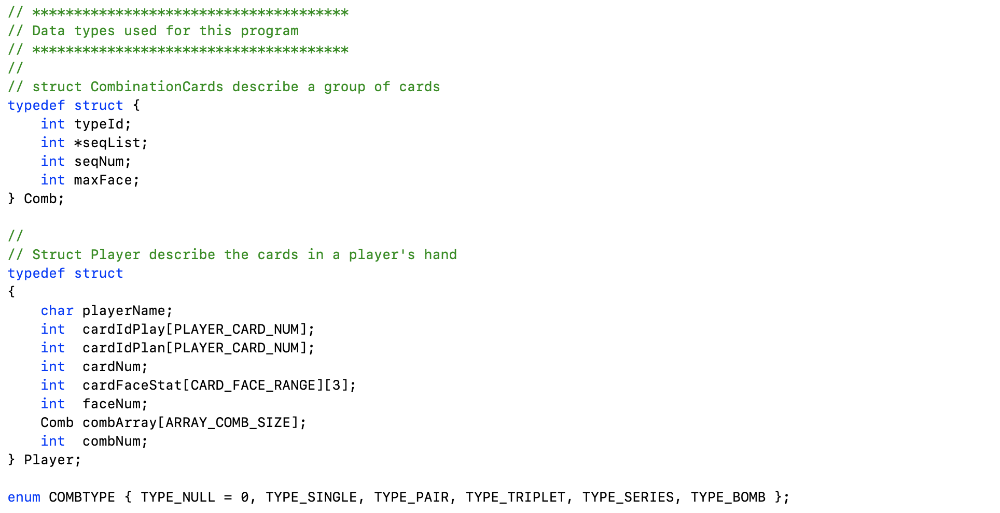 // **************************************
// Data types used for this program
// **************************************
//
// struct CombinationCards describe a group of cards
typedef struct {
    int typeId;
    int *seqList;
    int seqNum;
    int maxFace;
} Comb;

//
// Struct Player describe the cards in a player's hand
typedef struct
{
    char playerName;
    int  cardIdPlay[PLAYER_CARD_NUM];
    int  cardIdPlan[PLAYER_CARD_NUM];
    int  cardNum;
    int  cardFaceStat[CARD_FACE_RANGE][3];
    int  faceNum;
    Comb combArray[ARRAY_COMB_SIZE];
    int  combNum;
} Player;

enum COMBTYPE { TYPE_NULL = 0, TYPE_SINGLE, TYPE_PAIR, TYPE_TRIPLET, TYPE_SERIES, TYPE_BOMB };